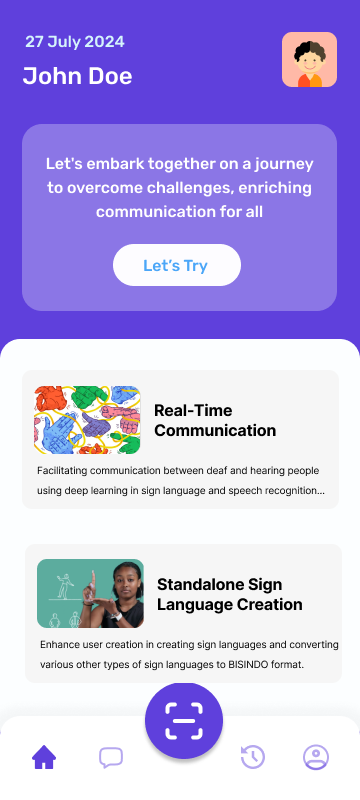 27 July 2024
John Doe
Let's embark together on a journey
to overcome challenges, enriching
communication for all
Let's Try
Real-Time
Communication
Facilitating communication between deaf and hearing people
using deep learning in sign language and speech recognition...
Standalone Sign
Language Creation
Enhance user creation in creating sign languages and converting
various other types of sign languages to BISINDO format.